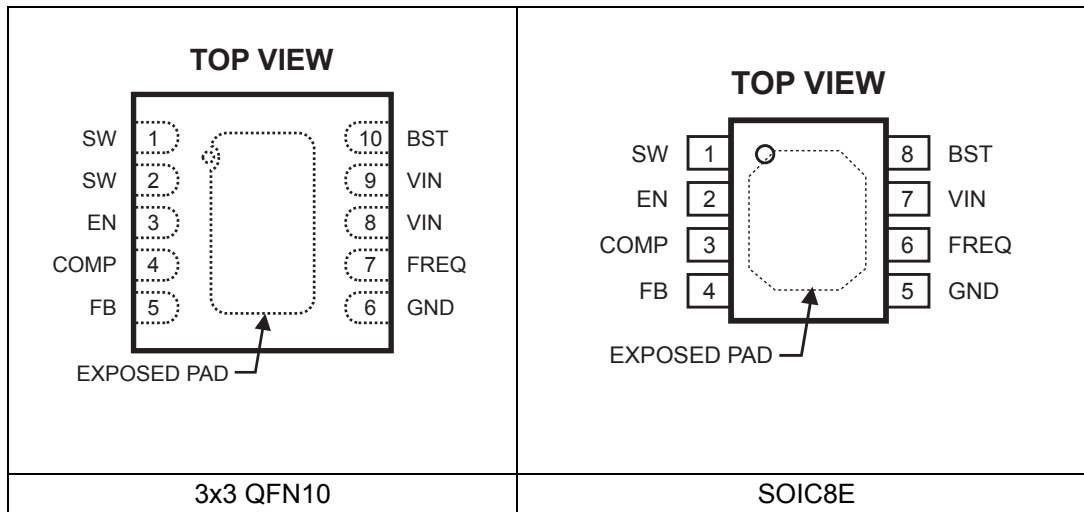 TOP VIEW
SW 1 10 BST
SW 2 9 VIN
EN 3 8 VIN
COMP 4 7 FREQ
FB 5 6 GND
EXPOSED PAD
3x3 QFN10
TOP VIEW
SW 1 8 BST
EN 2 7 VIN
COMP 3 6 FREQ
FB 4 5 GND
EXPOSED PAD
SOIC8E